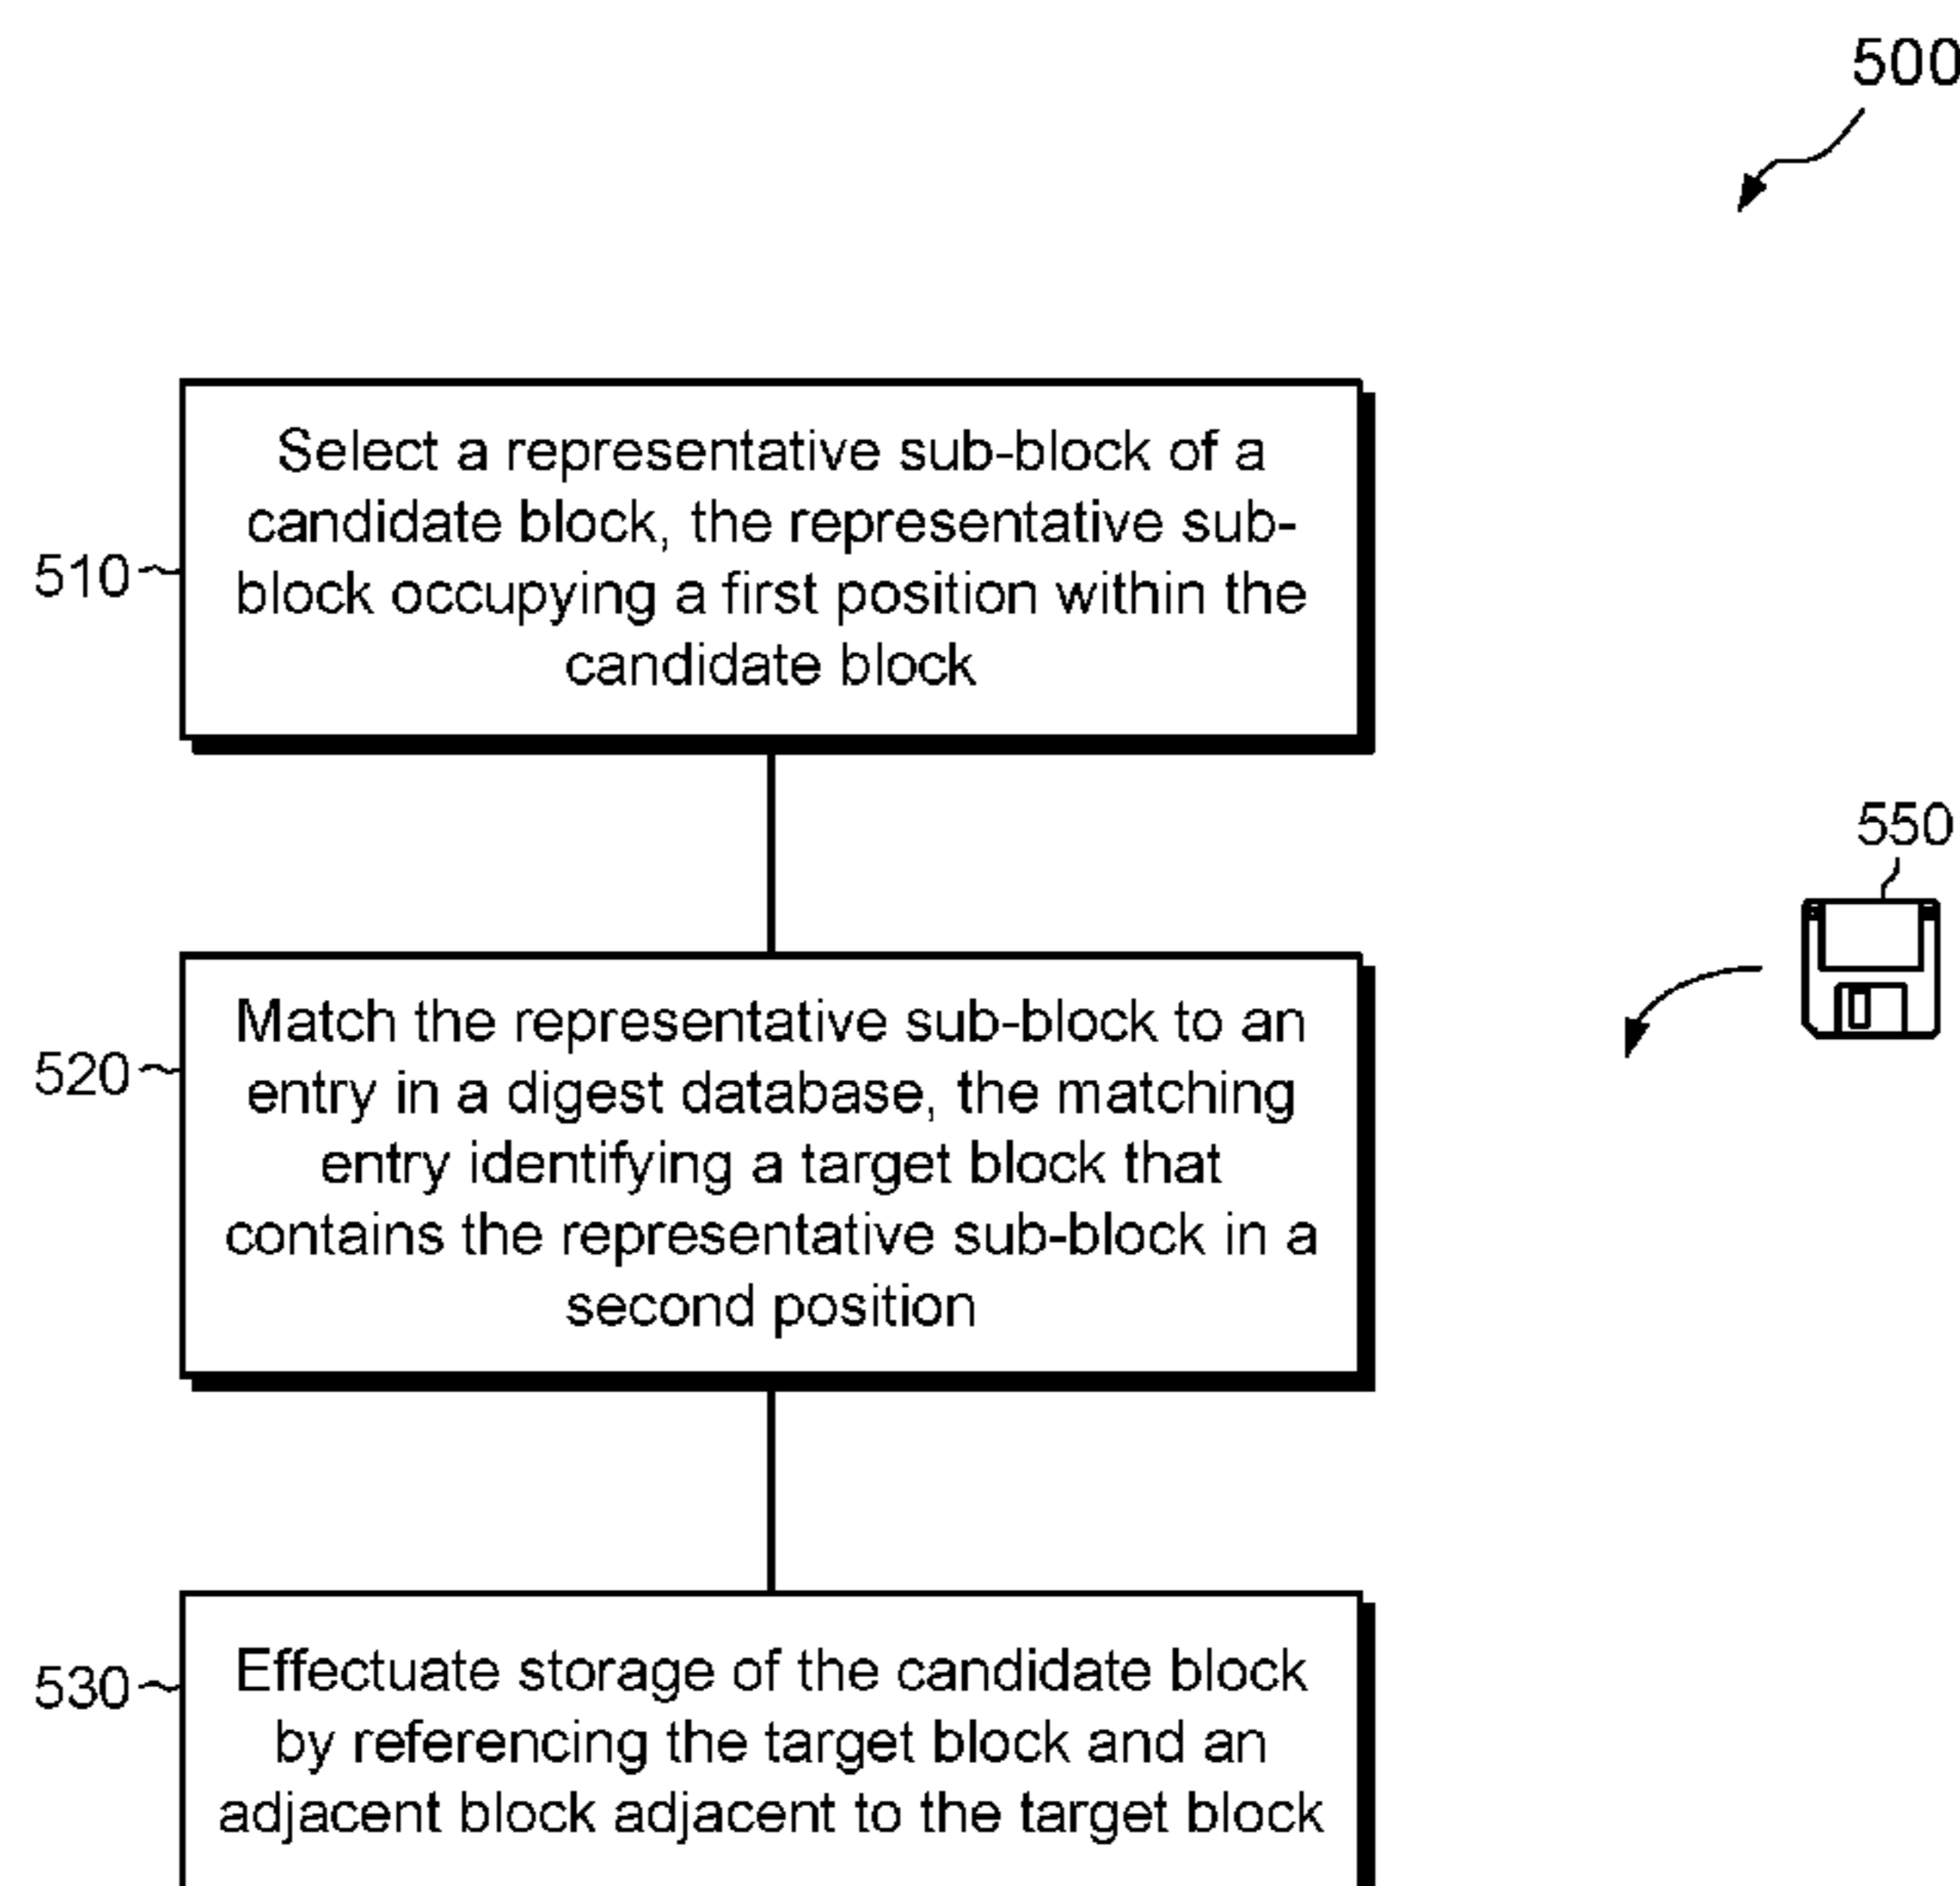 500
Select a representative sub-block of a
candidate block, the representative sub-
block occupying a first position within the
candidate block
510
550
Match the representative sub-block to an
entry in a digest database, the matching
entry identifying a target block that
contains the representative sub-block in a
second position
520
Effectuate storage of the candidate block
by referencing the target block and an
adjacent block adjacent to the target block
530